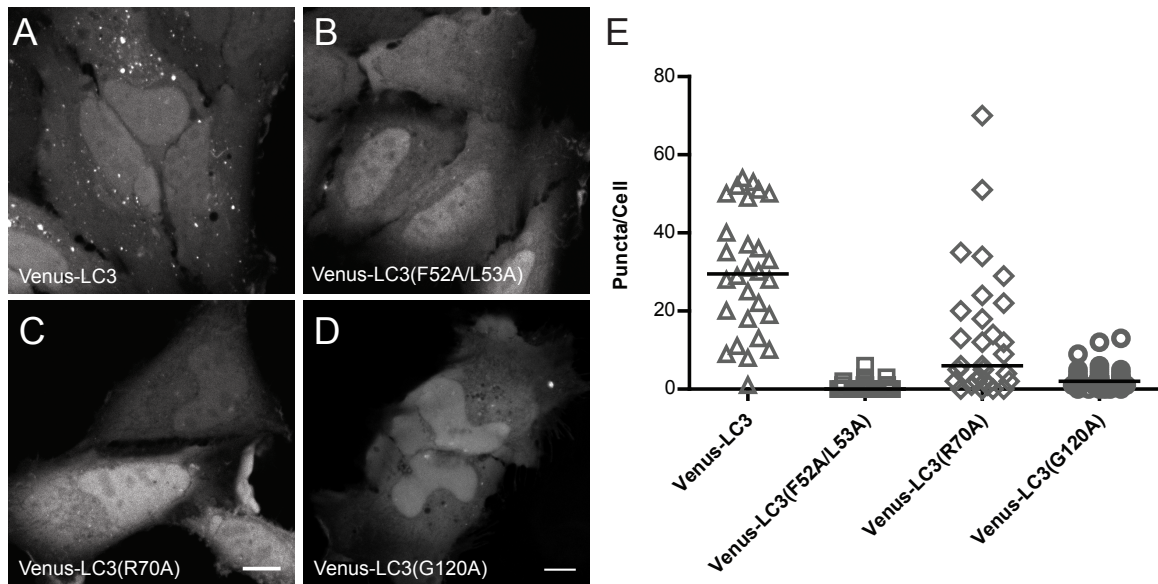 A
Venus-LC3
B
Venus-LC3(F52A/L53A)
C
Venus-LC3(R70A)
D
Venus-LC3(G120A)
E
Puncta/Cell
80
60
40
20
0
Venus-LC3
Venus-LC3(F52A/L53A)
Venus-LC3(R70A)
Venus-LC3(G120A)